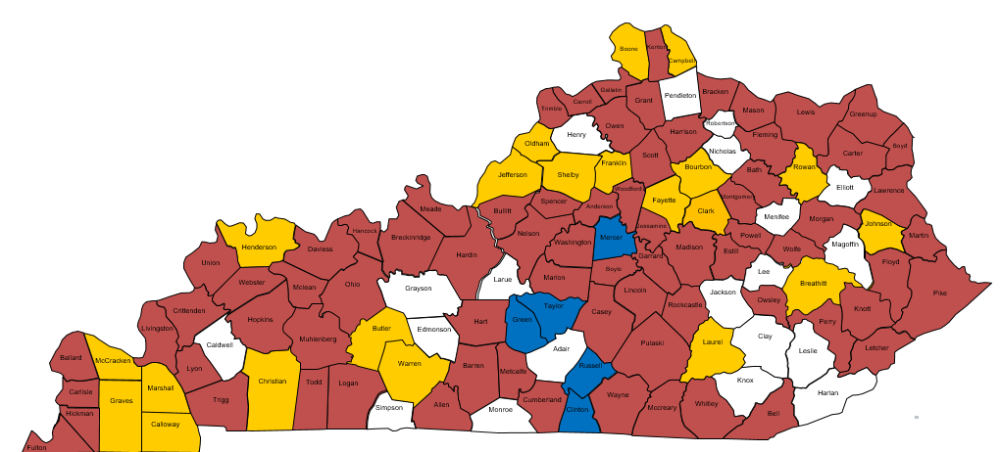 Boone
Kenton
Campbell
Gallatin
Trimble
Carroll
Grant
Pendleton
Bracken
Mason
Lewis
Greenup
Owen
Henry
Harrison
Robertson
Fleming
Nicholas
Boyd
Carter
Oldham
Scott
Franklin
Bourbon
Bath
Rowan
Elliott
Lawrence
Jefferson
Shelby
Woodford
Fayette
Clark
Montgomery
Spencer
Anderson
Bullitt
Meade
Menifee
Morgan
Johnson
Hancock
Breckinridge
Nelson
Washington
Mercer
Jessamine
Madison
Powell
Estill
Wolfe
Magoffin
Martin
Floyd
Henderson
Daviess
Union
Hardin
Garrard
Boyle
Marion
Larue
Lee
Breathitt
Webster
Mclean
Ohio
Grayson
Lincoln
Jackson
Owsley
Pike
Knott
Crittenden
Hopkins
Green
Taylor
Casey
Rockcastle
Perry
Livingston
Muhlenberg
Butler
Edmonson
Hart
Adair
Pulaski
Laurel
Clay
Leslie
Letcher
Caldwell
Ballard
McCracken
Lyon
Warren
Barren
Metcalfe
Russell
Christian
Todd
Logan
Knox
Harlan
Carlisle
Graves
Marshall
Trigg
Simpson
Allen
Monroe
Cumberland
Clinton
Wayne
Mccreary
Whitley
Bell
Hickman
Calloway
Fulton